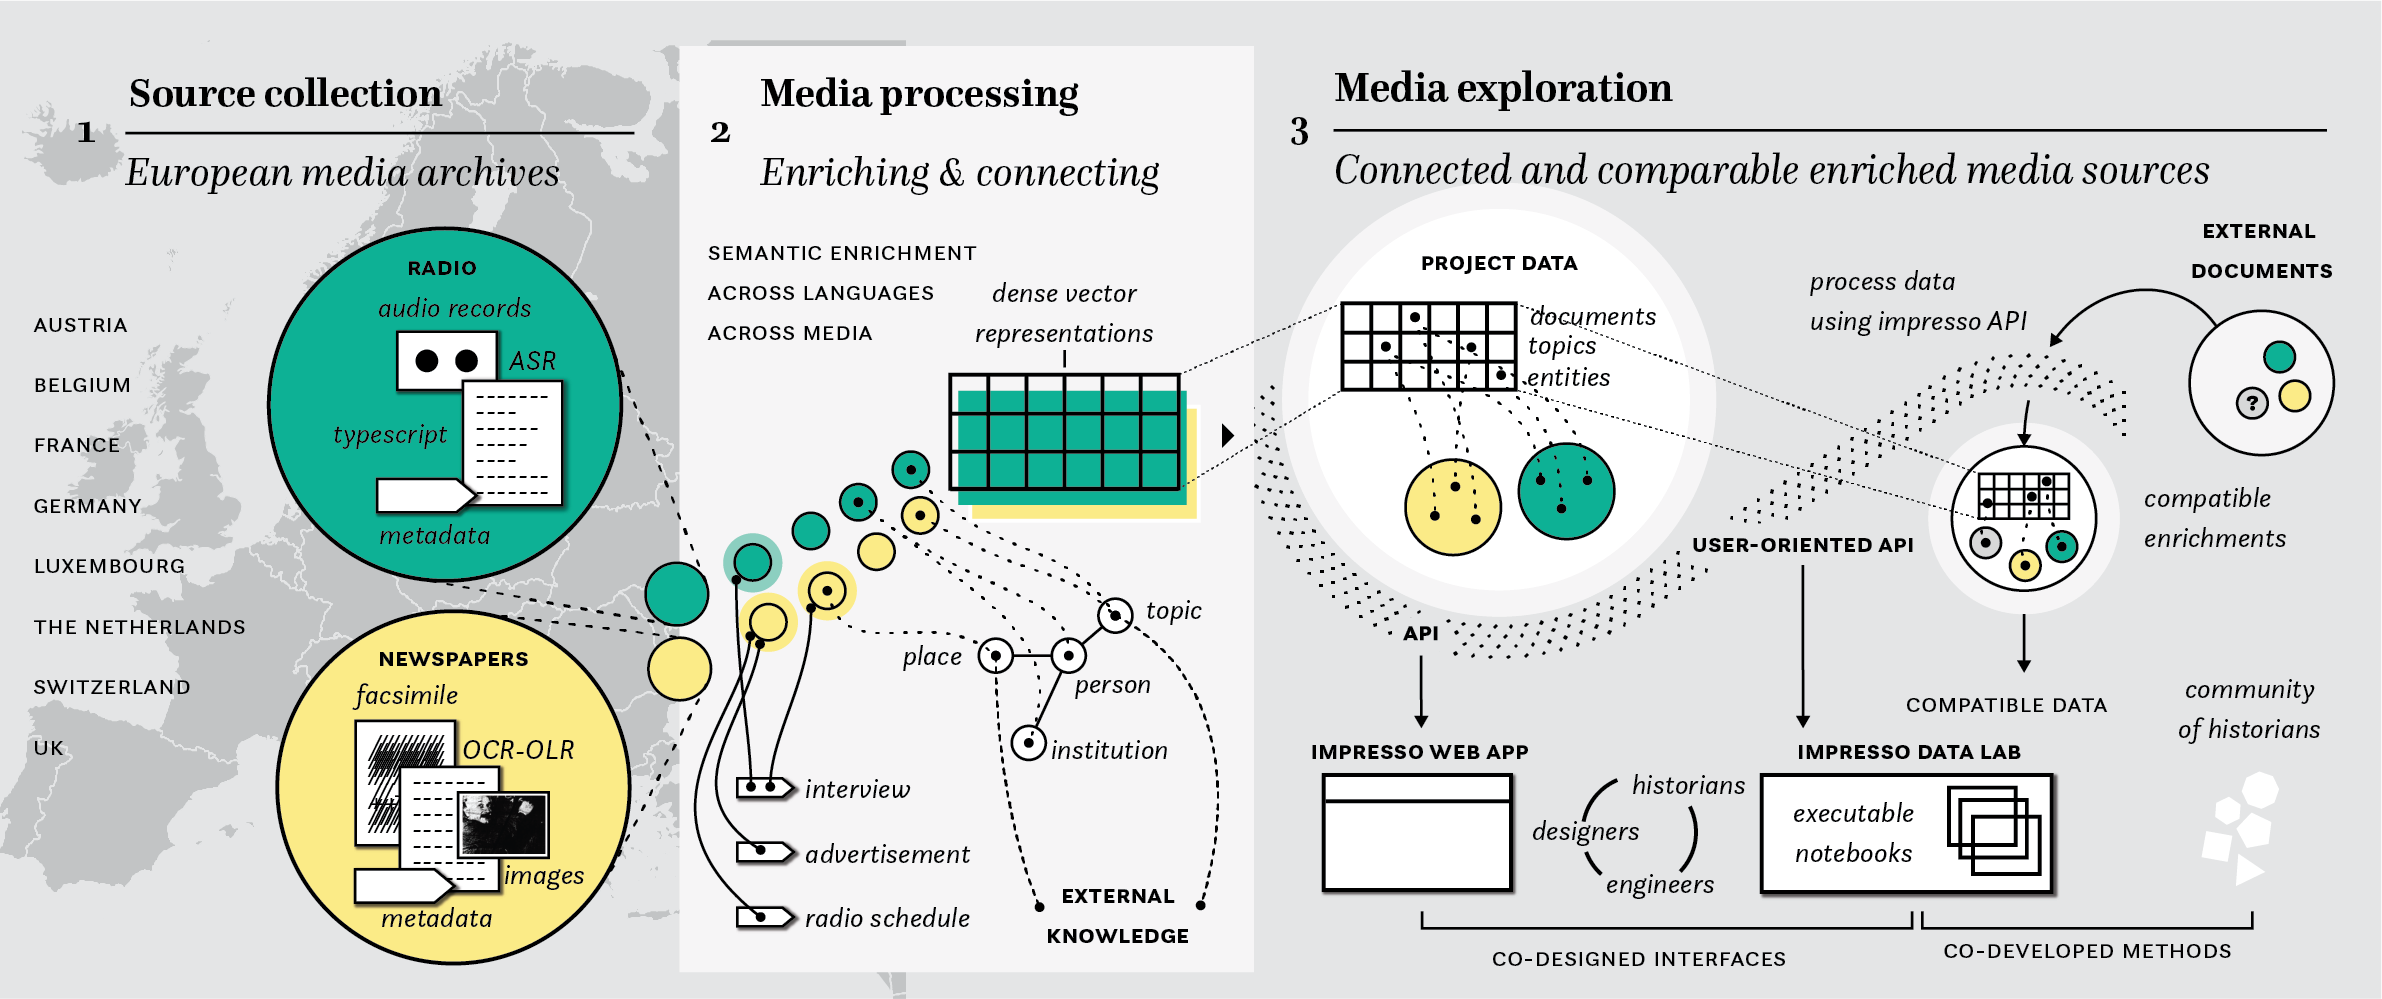 1
Source collection
European media archives
AUSTRIA
BELGIUM
FRANCE
GERMANY
LUXEMBOURG
THE NETHERLANDS
SWITZERLAND
UK
RADIO
audio records
ASR
typescript
metadata
NEWSPAPERS
facsimile
OCR-OLR
images
metadata
2
Media processing
Enriching & connecting
SEMANTIC ENRICHMENT
ACROSS LANGUAGES
ACROSS MEDIA
dense vector
representations
topic
place
person
institution
interview
advertisement
radio schedule
EXTERNAL
KNOWLEDGE
3
Media exploration
Connected and comparable enriched media sources
PROJECT DATA
documents
topics
entities
process data
using impresso API
EXTERNAL
DOCUMENTS
?
compatible
enrichments
USER-ORIENTED API
API
COMPATIBLE DATA
community
of historians
IMPRESSO WEB APP
historians
designers
engineers
IMPRESSO DATA LAB
executable
notebooks
CO-DESIGNED INTERFACES
CO-DEVELOPED METHODS